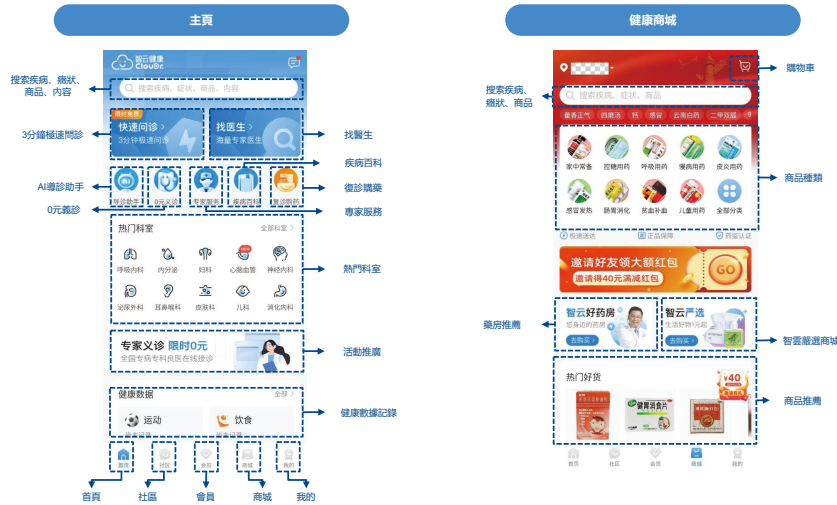 主頁
健康商城
智云健康
ClouDr.
搜索疾病、症状、商品、内容
搜索疾病、癥狀、
商品、內容
限时免费
快速问诊
3分钟极速问诊
找医生
海量专家医生
3分鐘極速問診
找醫生
疾病百科
AI導診助手
0元義診
导诊助手
0元义诊
专家服务
疾病百科
复诊购药
復診購藥
專家服務
热门科室
全部科室
呼吸内科
内分泌
妇科
心脑血管
神经内科
泌尿外科
耳鼻喉科
皮肤科
儿科
消化内科
熱門科室
专家义诊 限时0元
全国专病专科良医在线接诊
活動推廣
健康数据
全部
运动
饮食
健康數據記錄
首页
社区
会员
商城
我的
首頁
社區
會員
商城
我的
購物車
搜索疾病、症状、商品
搜索疾病、
癥狀、商品
藿香正气
四磨汤
钙
感冒
云南白药
二甲双胍
家中常备
控糖用药
呼吸用药
慢病用药
皮炎用药
感冒发热
肠胃消化
贫血补血
儿童用药
全部分类
商品種類
极速送达
正品保障
药监认证
邀请好友领大额红包
邀请得40元满减红包
GO
智云好药房
您身边的药房
去购买
智云严选
生活好物1元起
去购买
藥房推薦
智雲嚴選商城
热门好货
¥40
健胃消食片
商品推薦
首页
社区
会员
商城
我的